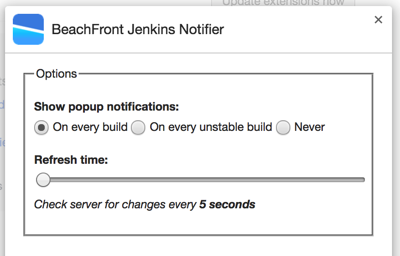 Update extensions now
BeachFront Jenkins Notifier
Options
Show popup notifications:
On every build On every unstable build Never
Refresh time:
Check server for changes every 5 seconds